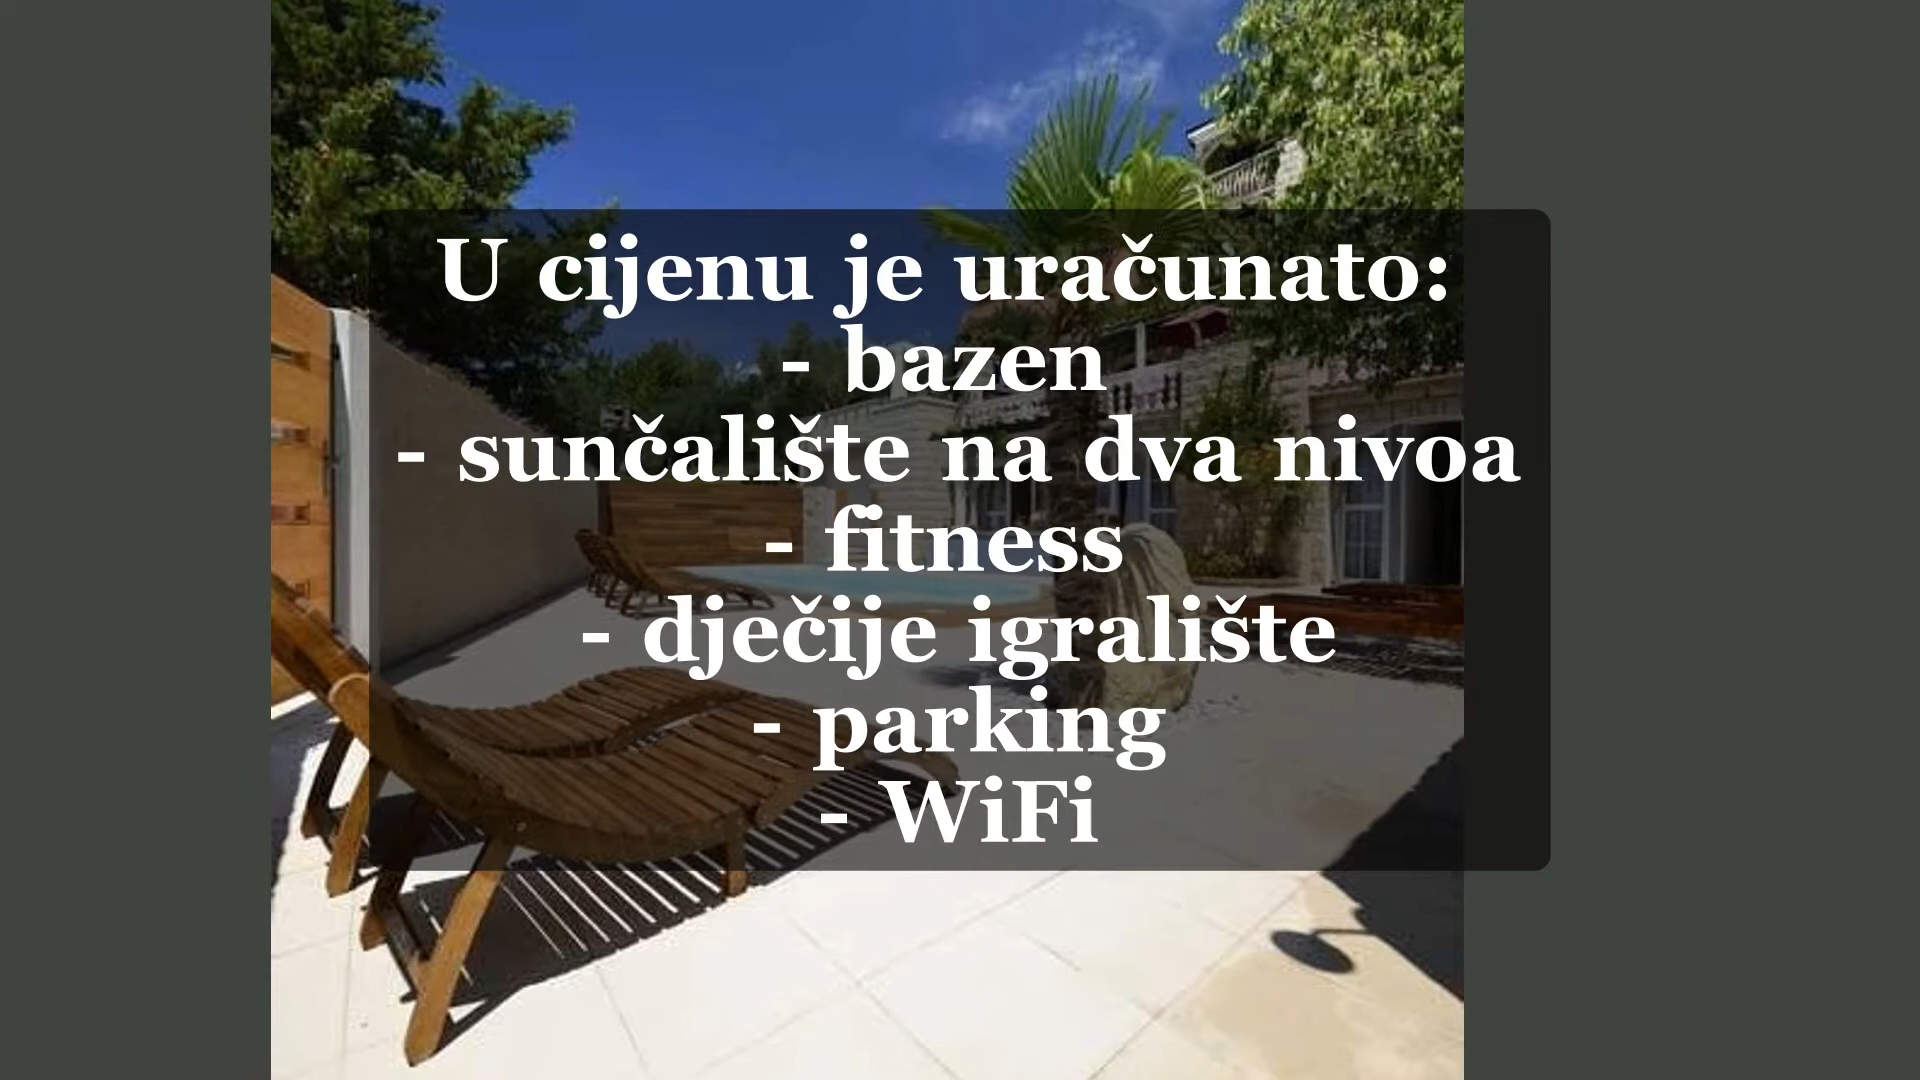 U cijenu je uračunato:
- bazen
- sunčalište na dva nivoa
- fitness
- dječije igralište
- parking
- WiFi